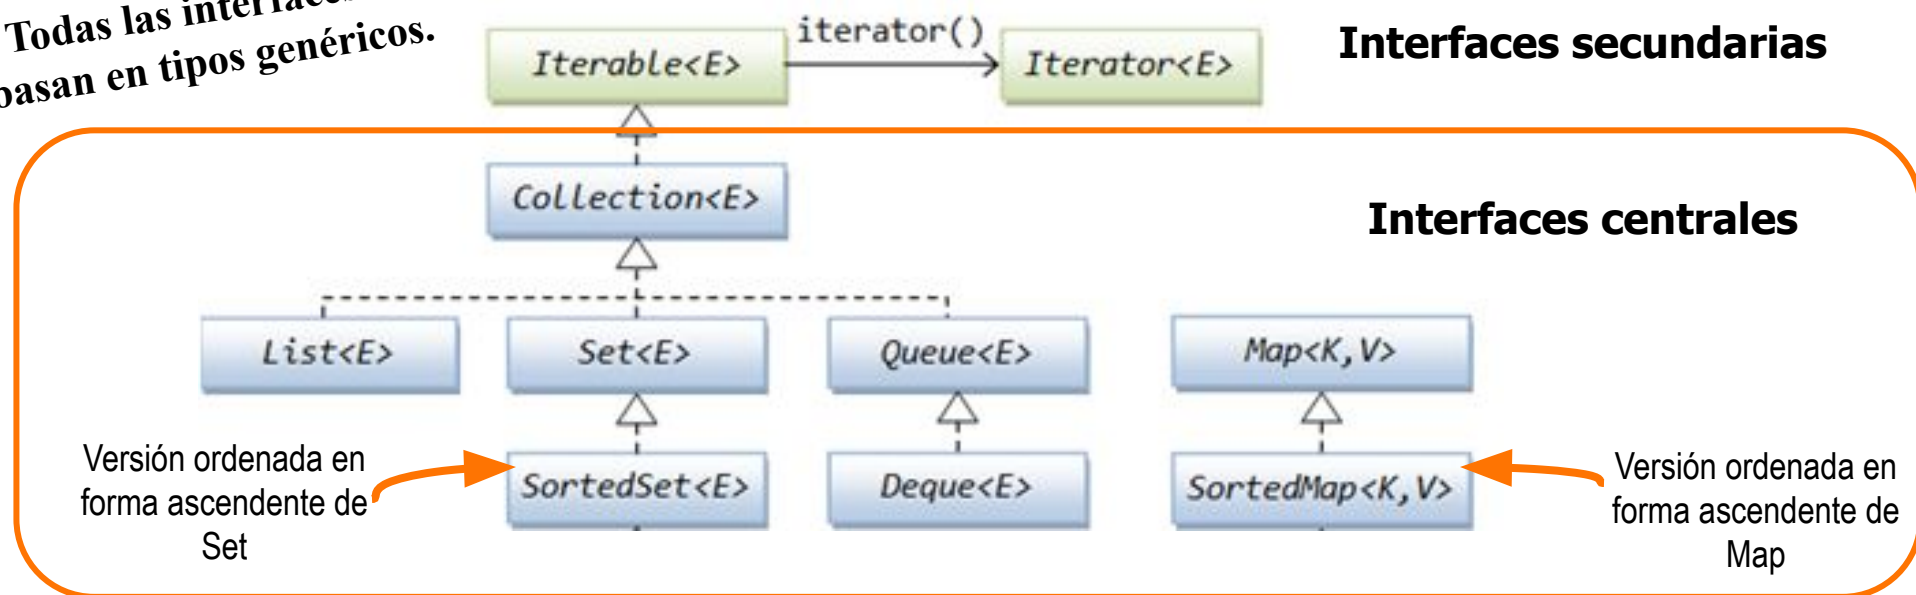 Todas las interfaces
basan en tipos genéricos.
Iterable<E>
iterator()
Iterator<E>
Interfaces secundarias
Collection<E>
Interfaces centrales
List<E>
Set<E>
Queue<E>
Map<K,V>
Versión ordenada en
forma ascendente de
Set
SortedSet<E>
Deque<E>
SortedMap<K,V>
Versión ordenada en
forma ascendente de
Map